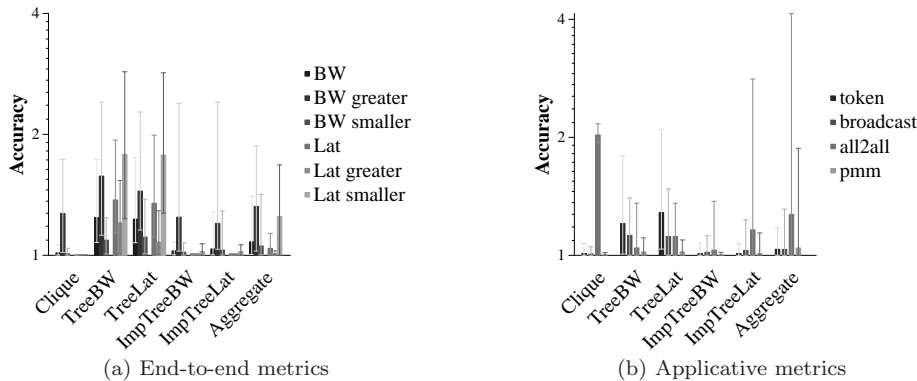 4
2
1
Accuracy
BW
BW greater
BW smaller
Lat
Lat greater
Lat smaller
Clique
TreeBW
TreeLat
ImpTreeBW
ImpTreeLat
Aggregate
(a) End-to-end metrics
4
2
1
Accuracy
token
broadcast
all2all
pmm
Clique
TreeBW
TreeLat
ImpTreeBW
ImpTreeLat
Aggregate
(b) Applicative metrics